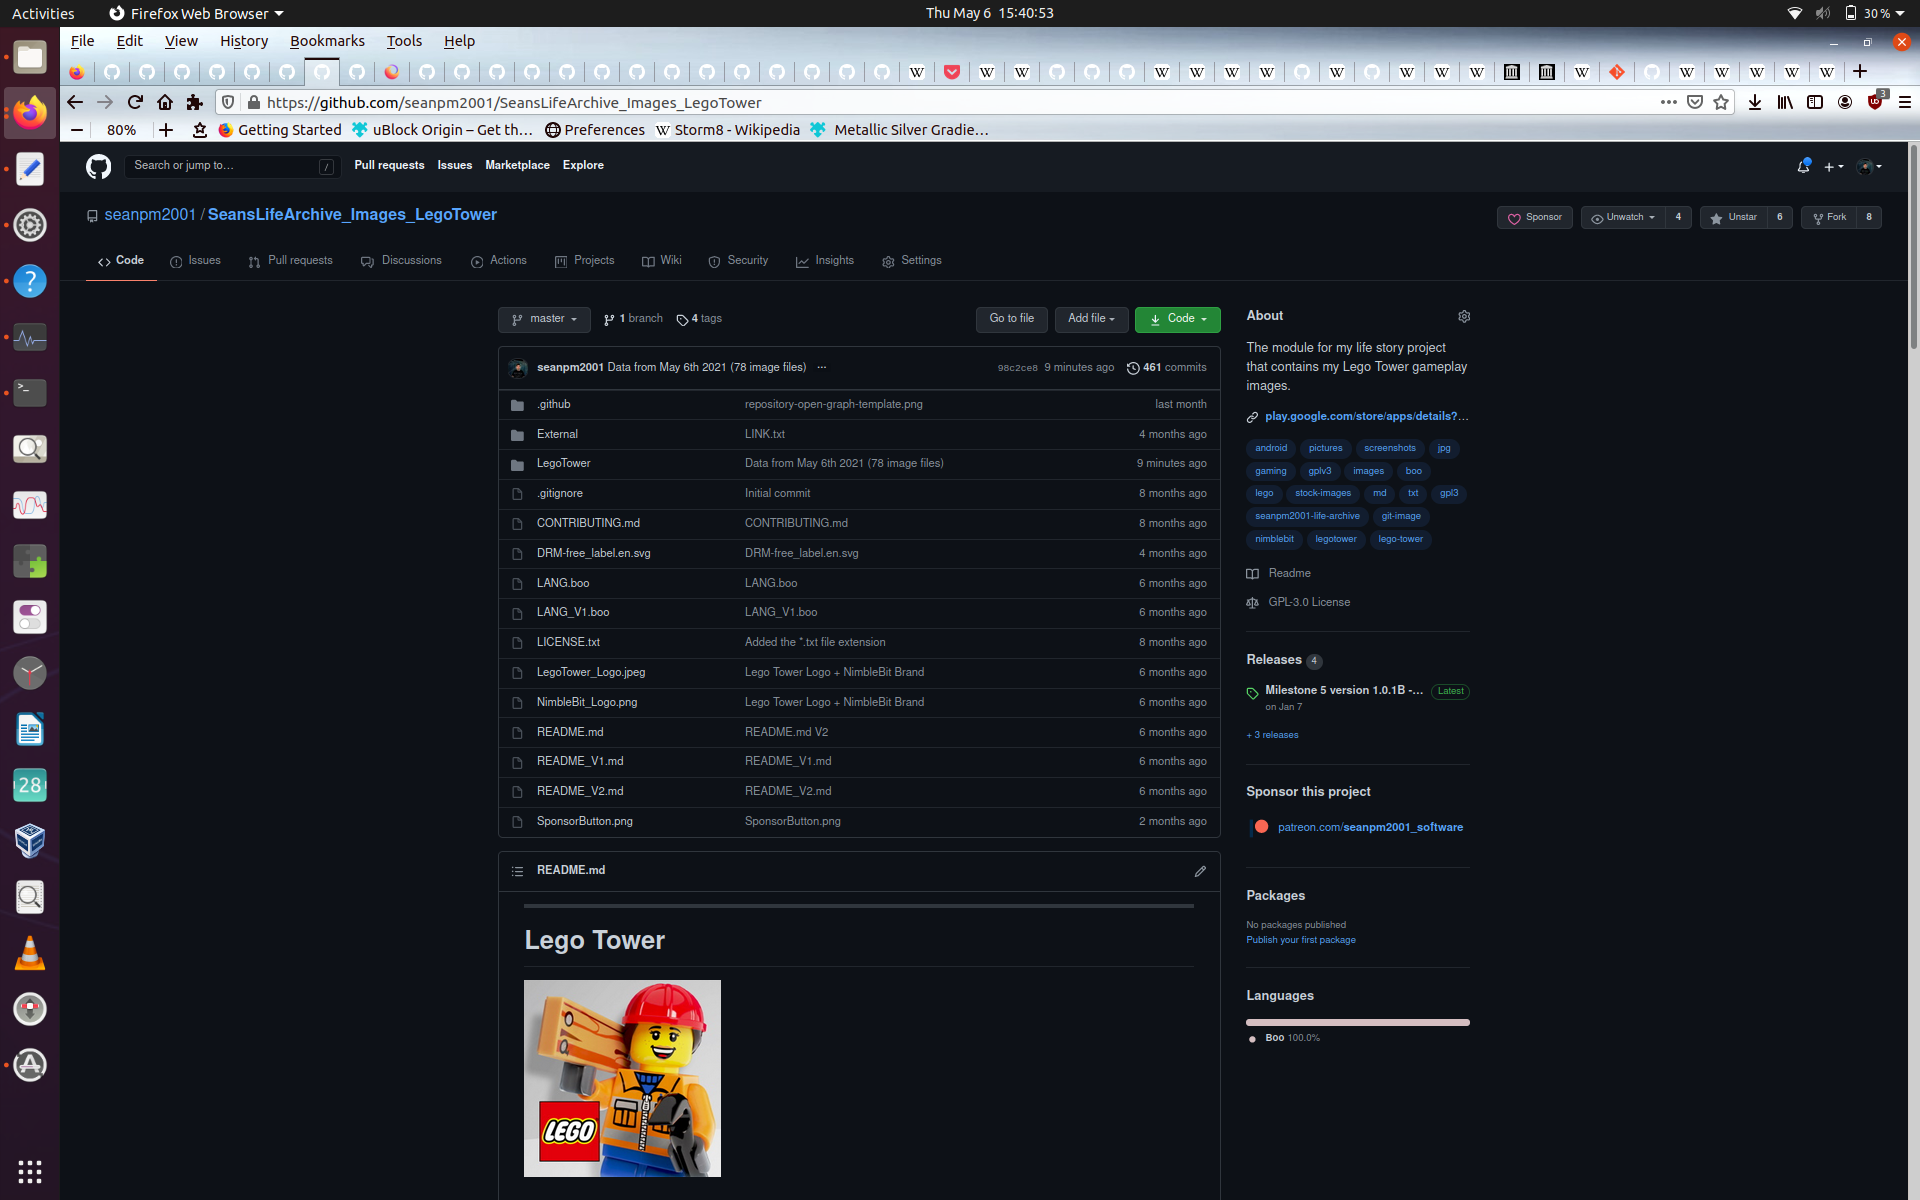 Activities Firefox Web Browser Thu May 6 15:40:53 30 %
File Edit View History Bookmarks Tools Help
https://github.com/seanpm2001/SeansLifeArchive_Images_LegoTower 3
80% Getting Started uBlock Origin – Get th… Preferences Storm8 - Wikipedia Metallic Silver Gradie…
Search or jump to… / Pull requests Issues Marketplace Explore
seanpm2001 / SeansLifeArchive_Images_LegoTower Sponsor Unwatch 4 Unstar 6 Fork 8
Code Issues Pull requests Discussions Actions Projects Wiki Security Insights Settings
master 1 branch 4 tags Go to file Add file Code
seanpm2001 Data from May 6th 2021 (78 image files) ... 98c2ce8 9 minutes ago 461 commits
.github repository-open-graph-template.png last month
External LINK.txt 4 months ago
LegoTower Data from May 6th 2021 (78 image files) 9 minutes ago
.gitignore Initial commit 8 months ago
CONTRIBUTING.md CONTRIBUTING.md 8 months ago
DRM-free_label.en.svg DRM-free_label.en.svg 4 months ago
LANG.boo LANG.boo 6 months ago
LANG_V1.boo LANG_V1.boo 6 months ago
LICENSE.txt Added the *.txt file extension 8 months ago
LegoTower_Logo.jpeg Lego Tower Logo + NimbleBit Brand 6 months ago
NimbleBit_Logo.png Lego Tower Logo + NimbleBit Brand 6 months ago
README.md README.md V2 6 months ago
README_V1.md README_V1.md 6 months ago
README_V2.md README_V2.md 6 months ago
SponsorButton.png SponsorButton.png 2 months ago
README.md
Lego Tower
LEGO
About
The module for my life story project
that contains my Lego Tower gameplay
images.
play.google.com/store/apps/details?…
android pictures screenshots jpg
gaming gplv3 images boo
lego stock-images md txt gpl3
seanpm2001-life-archive git-image
nimblebit legotower lego-tower
Readme
GPL-3.0 License
Releases 4
Milestone 5 version 1.0.1B -… Latest
on Jan 7
+ 3 releases
Sponsor this project
patreon.com/seanpm2001_software
Packages
No packages published
Publish your first package
Languages
Boo 100.0%
28